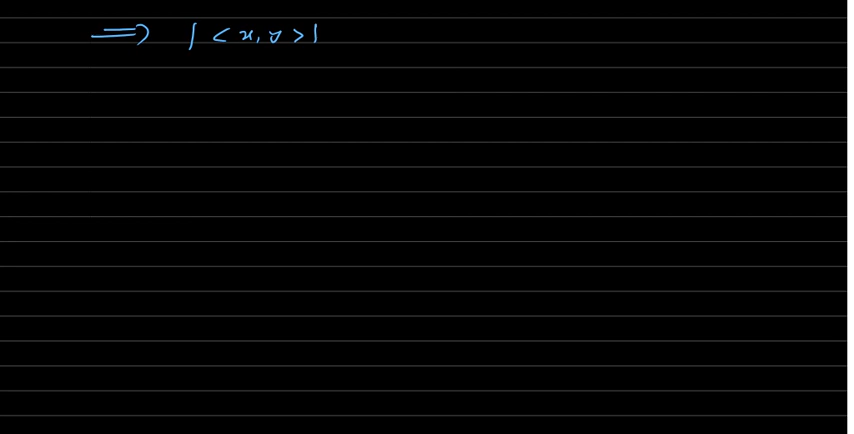 ⟹ | < x, y > |